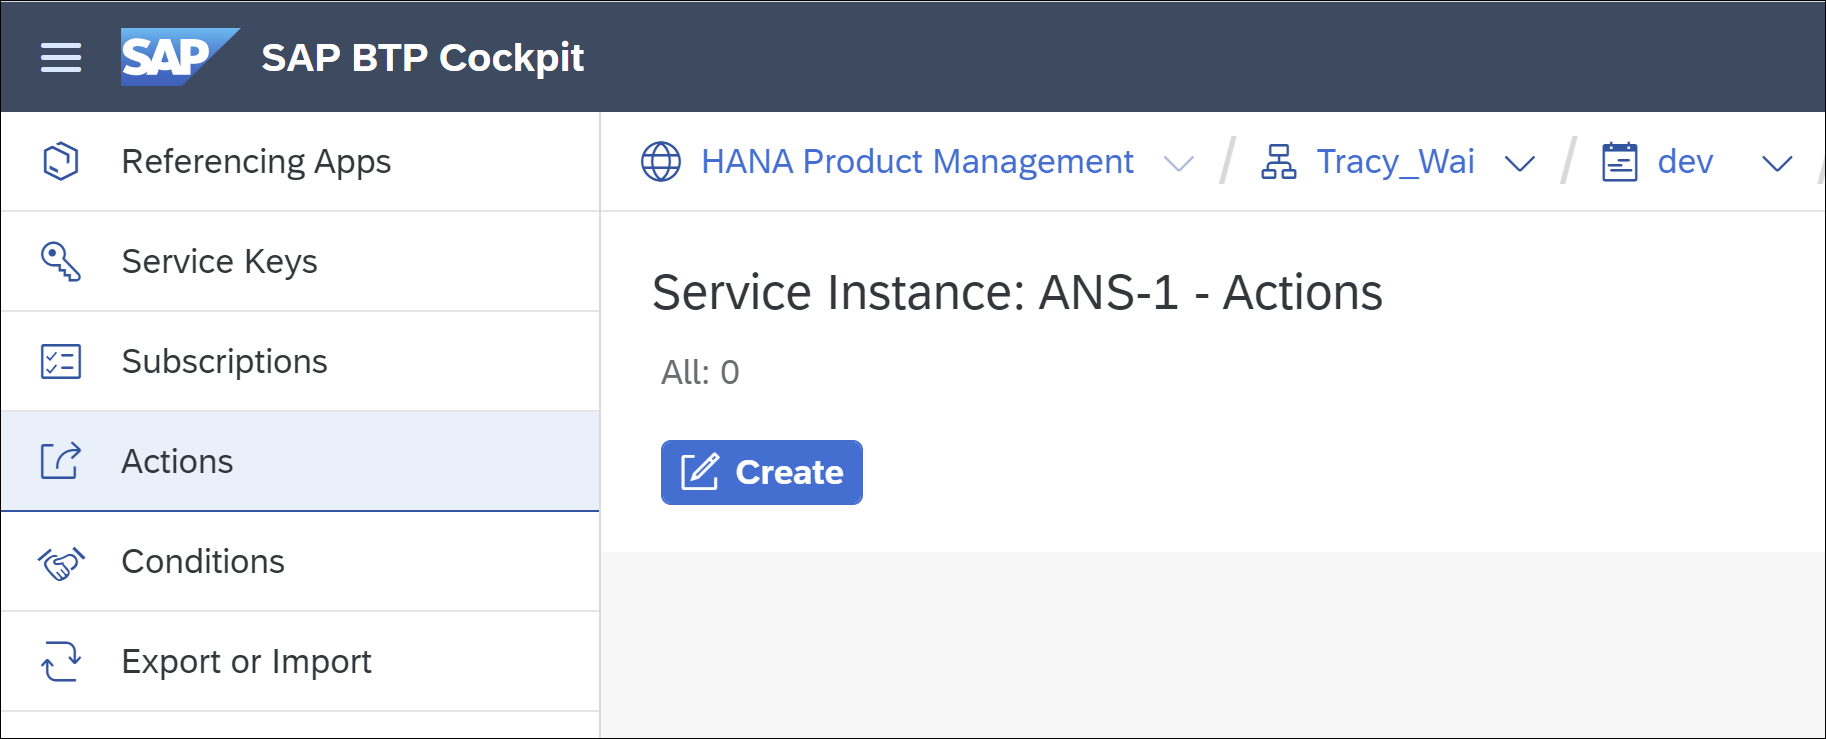 SAP SAP BTP Cockpit
Referencing Apps
Service Keys
Subscriptions
Actions
Conditions
Export or Import
HANA Product Management / Tracy_Wai / dev /
Service Instance: ANS-1 - Actions
All: 0
Create